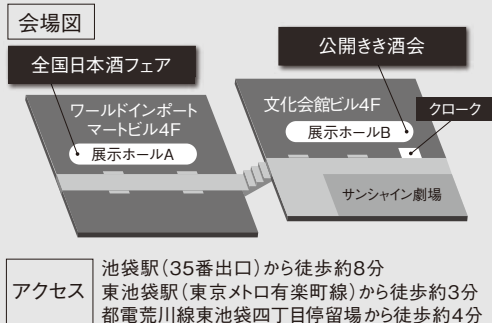 会場図
全国日本酒フェア
公開きき酒会
ワールドインポート
マートビル4F
展示ホールA
文化会館ビル4F
展示ホールB
クローク
サンシャイン劇場
アクセス
池袋駅(35番出口)から徒歩約8分
東池袋駅(東京メトロ有楽町線)から徒歩約3分
都電荒川線東池袋四丁目停留場から徒歩約4分